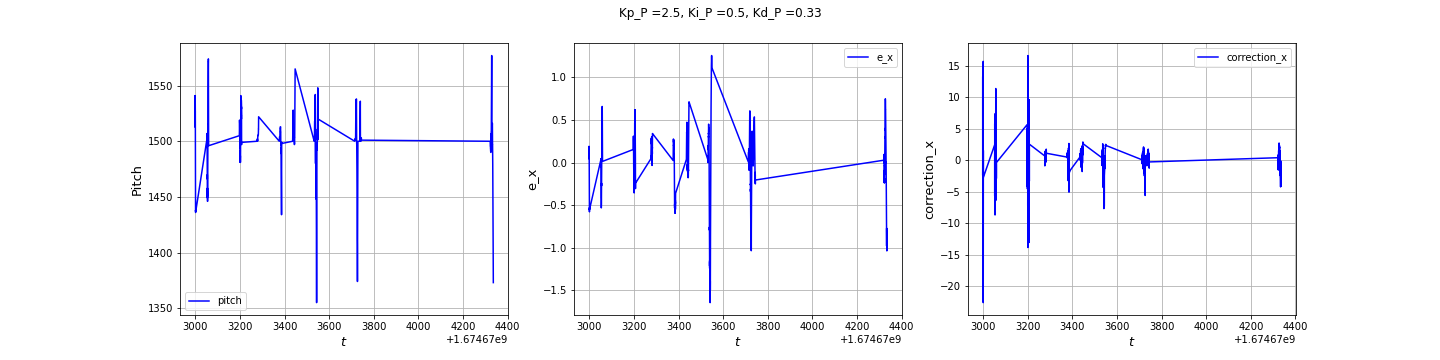 Kp_P =2.5, Ki_P =0.5, Kd_P =0.33
Pitch
1550
1500
1450
1400
1350
pitch
3000 3200 3400 3600 3800 4000 4200 4400
+1.67467e9
t
e_x
1.0
0.5
0.0
−0.5
−1.0
−1.5
e_x
3000 3200 3400 3600 3800 4000 4200 4400
+1.67467e9
t
correction_x
15
10
5
0
−5
−10
−15
−20
correction_x
3000 3200 3400 3600 3800 4000 4200 4400
+1.67467e9
t